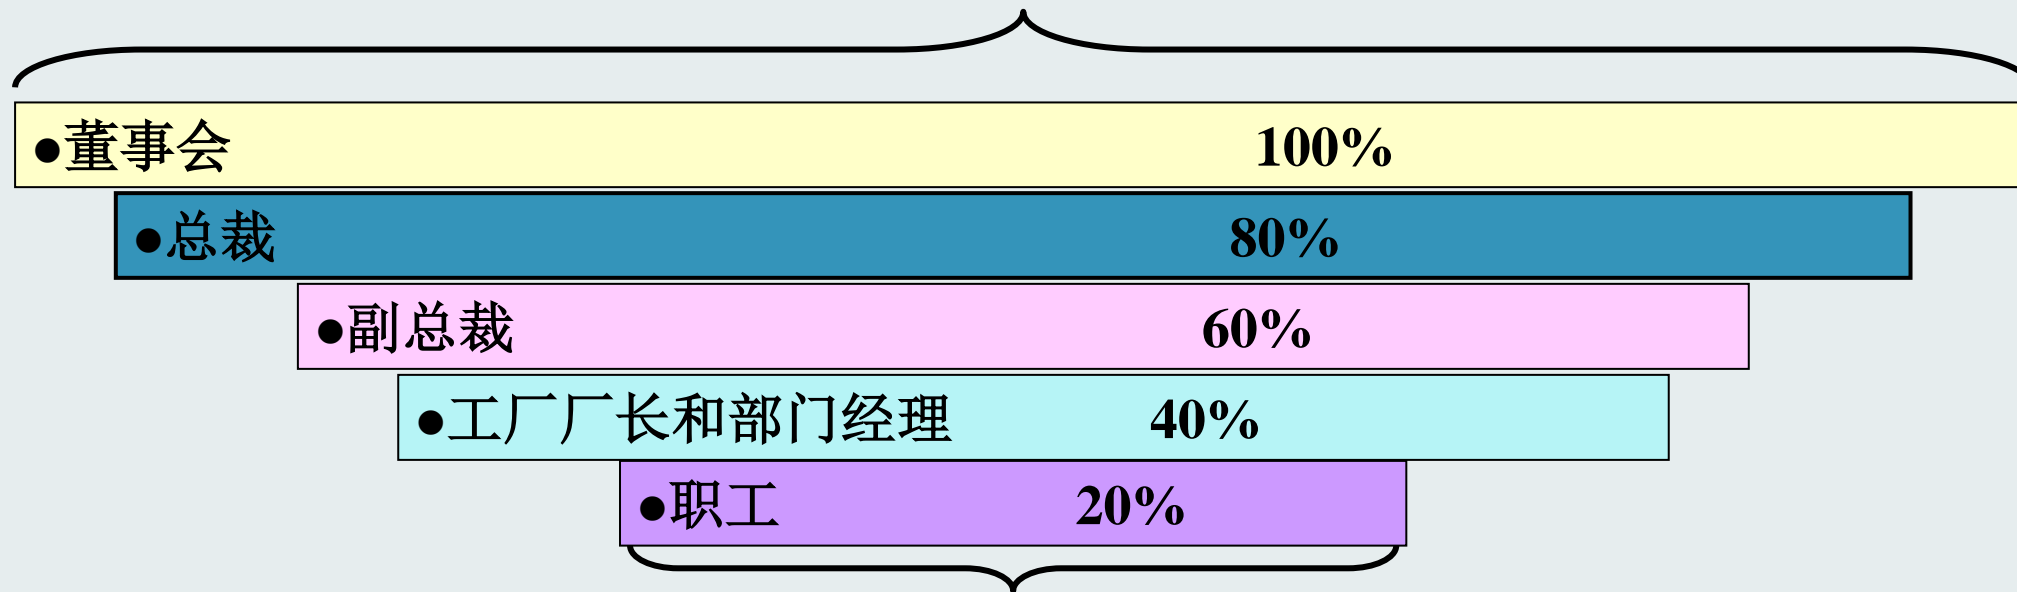 ●董事会 100%
●总裁 80%
●副总裁 60%
●工厂厂长和部门经理 40%
●职工 20%